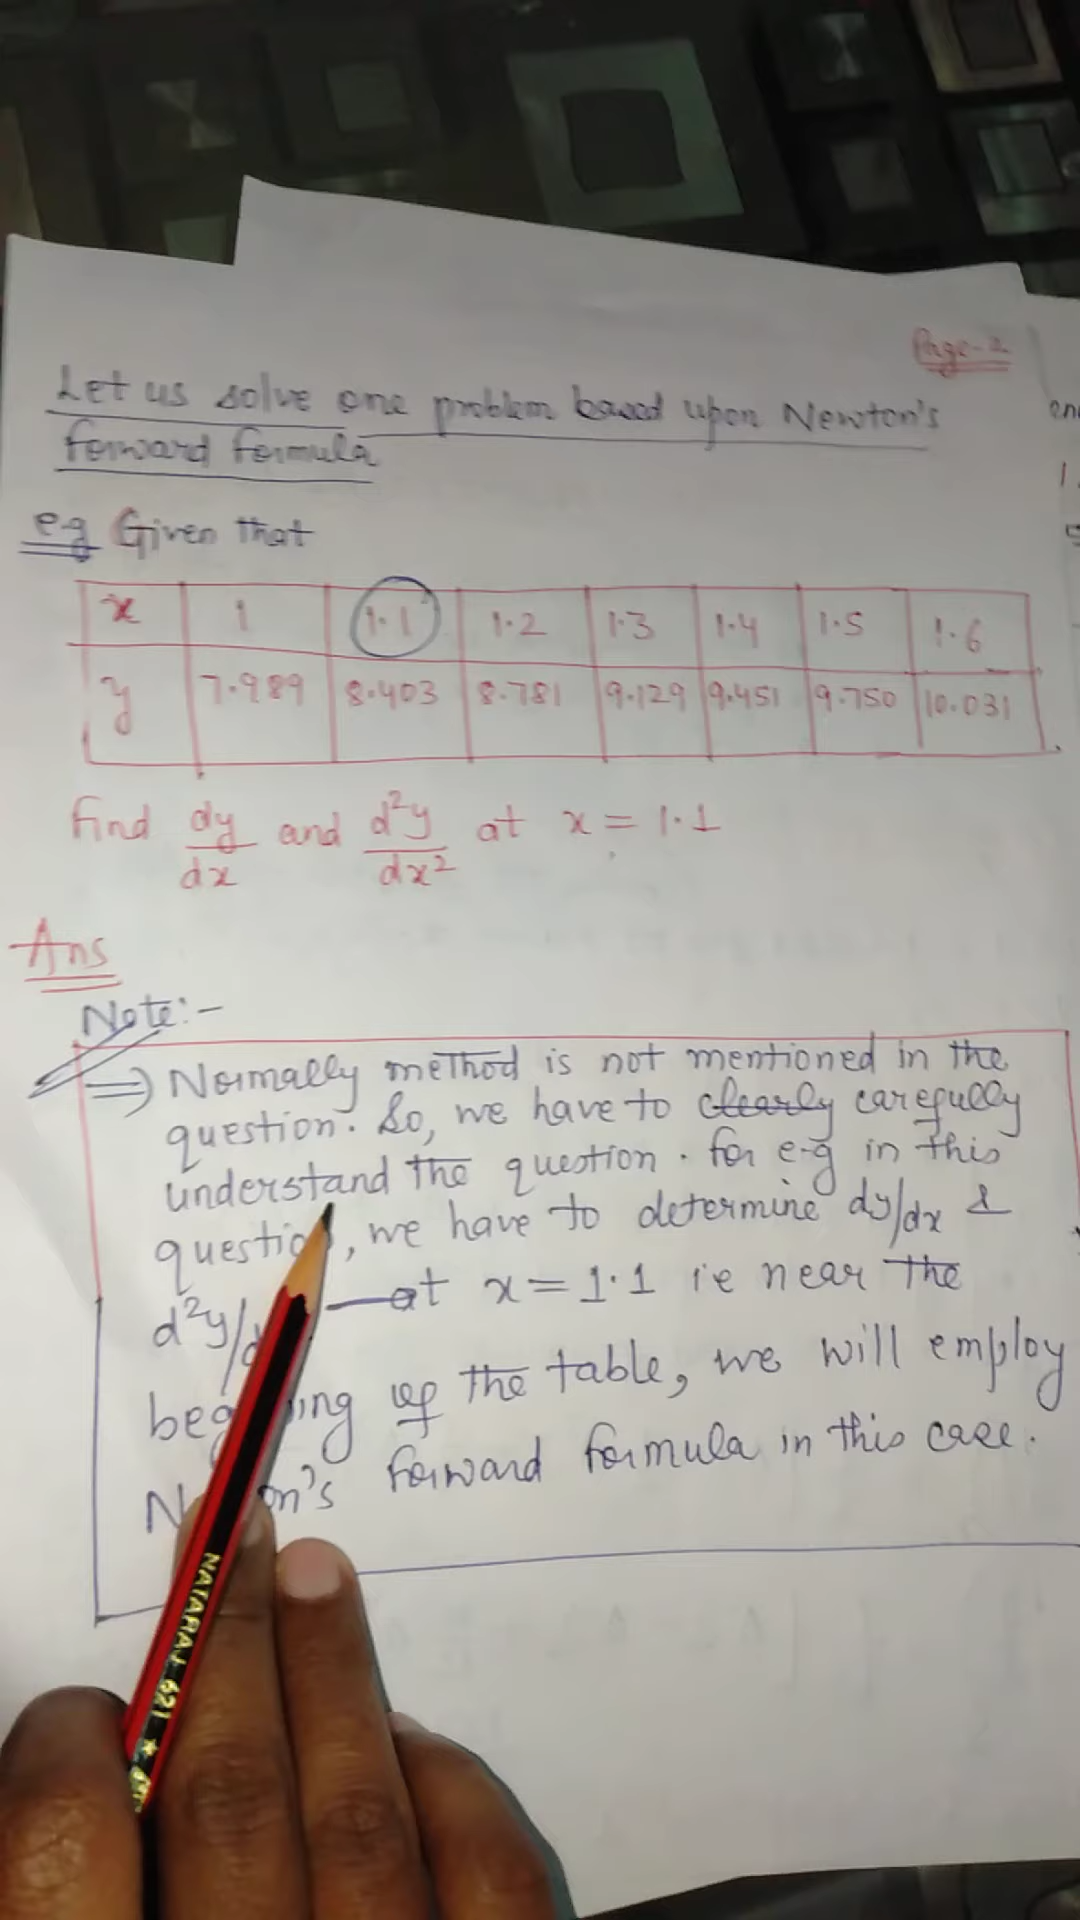 Page-2
Let us solve one problem based upon Newton's
forward formula
e.g Given that
x 1 1.1 1.2 1.3 1.4 1.5 1.6
y 7.989 8.403 8.781 9.129 9.451 9.750 10.031
find dy/dx and d²y/dx² at x = 1.1
Ans
Note:-
⇒ Normally method is not mentioned in the
question. So, we have to clearly carefully
understand the question. for e-g in this
questio, we have to determine dy/dx &
d²y/d at x = 1.1 ie near the
beg ing of the table, we will employ
N on's forward formula in this case.
NATARAJ 621